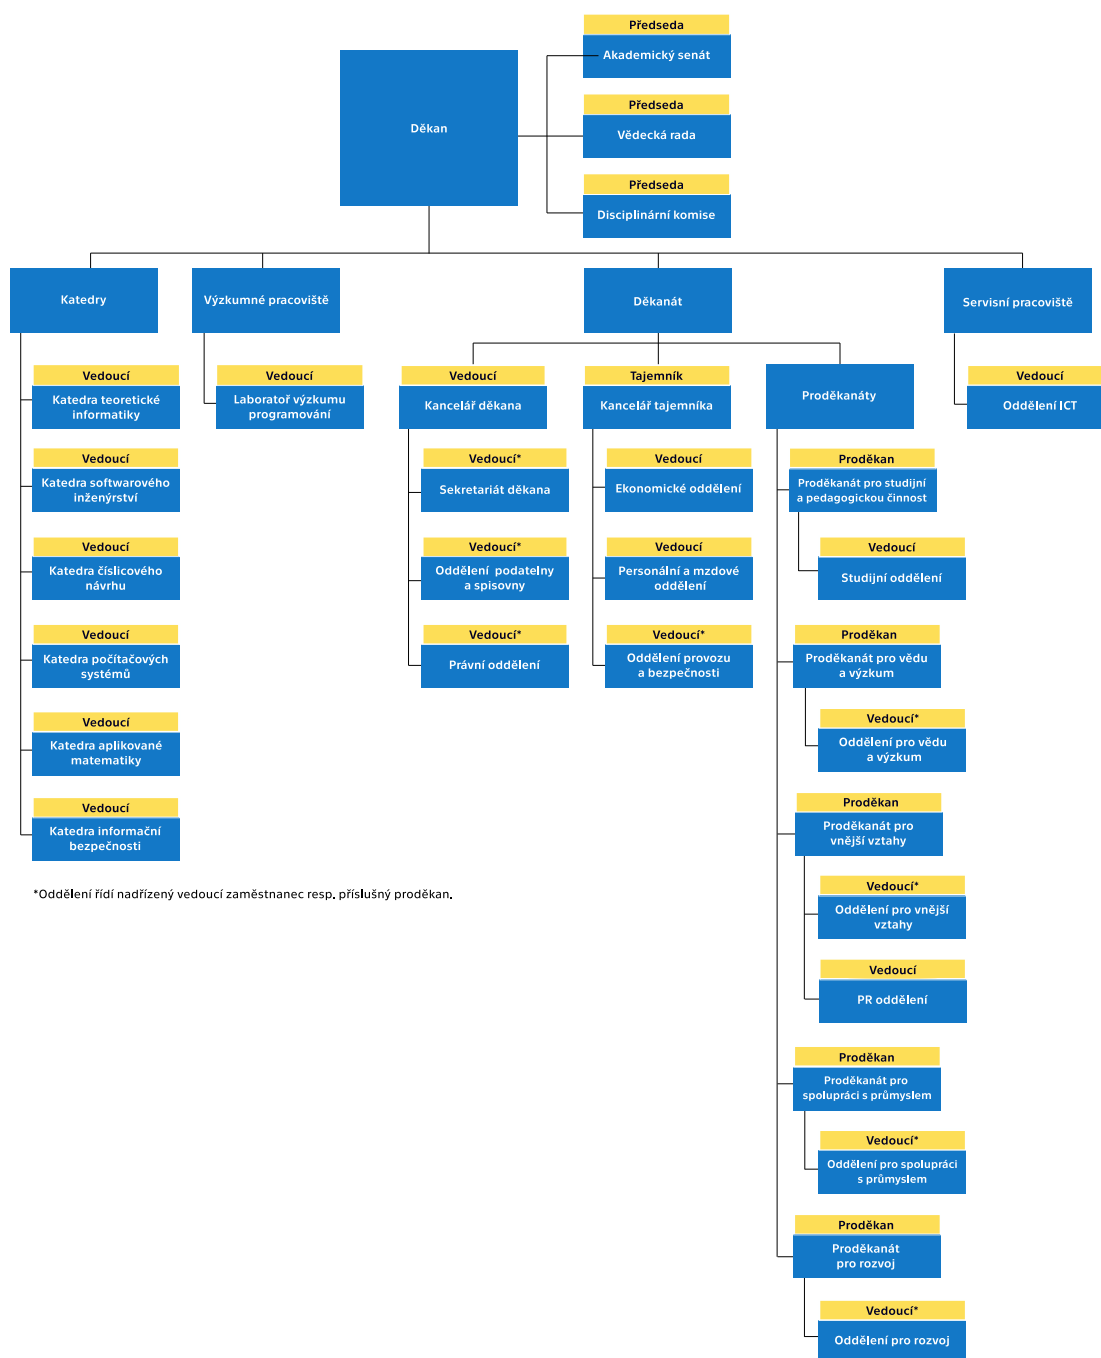 Předseda
Akademický senát
Děkan
Předseda
Vědecká rada
Předseda
Disciplinární komise
Katedry
Výzkumné pracoviště
Děkanát
Servisní pracoviště
Vedoucí
Katedra teoretické
informatiky
Vedoucí
Katedra softwarového
inženýrství
Vedoucí
Katedra číslicového
návrhu
Vedoucí
Katedra počítačových
systémů
Vedoucí
Katedra aplikované
matematiky
Vedoucí
Katedra informační
bezpečnosti
Vedoucí
Laboratoř výzkumu
programování
Vedoucí
Kancelář děkana
Vedoucí*
Sekretariát děkana
Vedoucí*
Oddělení podatelny
a spisovny
Vedoucí*
Právní oddělení
Tajemník
Kancelář tajemníka
Vedoucí
Ekonomické oddělení
Vedoucí
Personální a mzdové
oddělení
Vedoucí*
Oddělení provozu
a bezpečnosti
Proděkanáty
Proděkan
Proděkanát pro studijní
a pedagogickou činnost
Vedoucí
Studijní oddělení
Proděkan
Proděkanát pro vědu
a výzkum
Vedoucí*
Oddělení pro vědu
a výzkum
Proděkan
Proděkanát pro
vnější vztahy
Vedoucí*
Oddělení pro vnější
vztahy
Vedoucí
PR oddělení
Proděkan
Proděkanát pro
spolupráci s průmyslem
Vedoucí*
Oddělení pro spolupráci
s průmyslem
Proděkan
Proděkanát
pro rozvoj
Vedoucí*
Oddělení pro rozvoj
Vedoucí
Oddělení ICT
*Oddělení řídí nadřízený vedoucí zaměstnanec resp. příslušný proděkan.